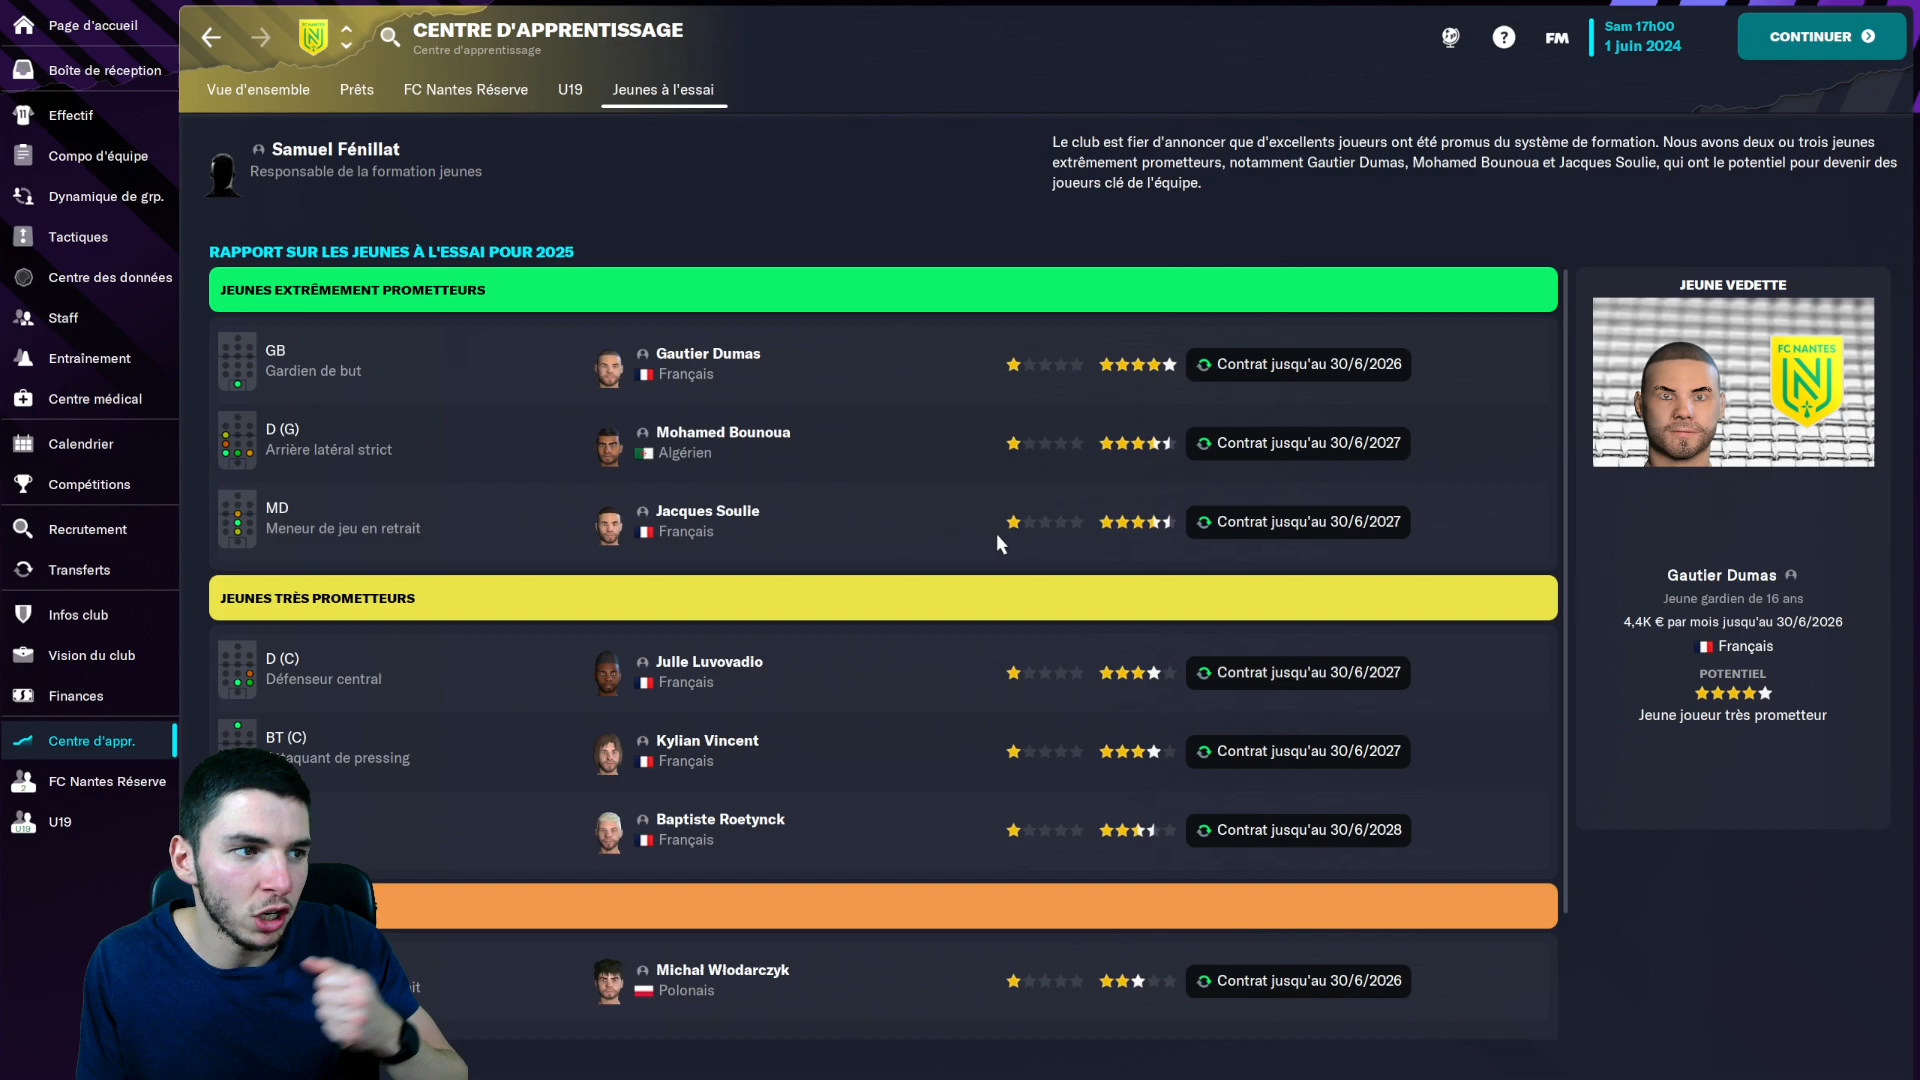 Page d'accueil
Boîte de réception
Effectif
Compo d'équipe
Dynamique de grp.
Tactiques
Centre des données
Staff
Entraînement
Centre médical
Calendrier
Compétitions
Recrutement
Transferts
Infos club
Vision du club
Finances
Centre d'appr.
FC Nantes Réserve
U19
CENTRE D'APPRENTISSAGE
Centre d'apprentissage
FM
Sam 17h00
1 juin 2024
CONTINUER
Vue d'ensemble
Prêts
FC Nantes Réserve
U19
Jeunes à l'essai
Samuel Fénillat
Responsable de la formation jeunes
Le club est fier d'annoncer que d'excellents joueurs ont été promus du système de formation. Nous avons deux ou trois jeunes
extrêmement prometteurs, notamment Gautier Dumas, Mohamed Bounoua et Jacques Soulie, qui ont le potentiel pour devenir des
joueurs clé de l'équipe.
RAPPORT SUR LES JEUNES À L'ESSAI POUR 2025
JEUNES EXTRÊMEMENT PROMETTEURS
GB
Gardien de but
Gautier Dumas
Français
Contrat jusqu'au 30/6/2026
D (G)
Arrière latéral strict
Mohamed Bounoua
Algérien
Contrat jusqu'au 30/6/2027
MD
Meneur de jeu en retrait
Jacques Soulie
Français
Contrat jusqu'au 30/6/2027
JEUNES TRÈS PROMETTEURS
D (C)
Défenseur central
Julle Luvovadio
Français
Contrat jusqu'au 30/6/2027
BT (C)
taquant de pressing
Kylian Vincent
Français
Contrat jusqu'au 30/6/2027
Baptiste Roetynck
Français
Contrat jusqu'au 30/6/2028
Michał Włodarczyk
Polonais
Contrat jusqu'au 30/6/2026
JEUNE VEDETTE
FC NANTES
N
Gautier Dumas
Jeune gardien de 16 ans
4,4K € par mois jusqu'au 30/6/2026
Français
POTENTIEL
Jeune joueur très prometteur